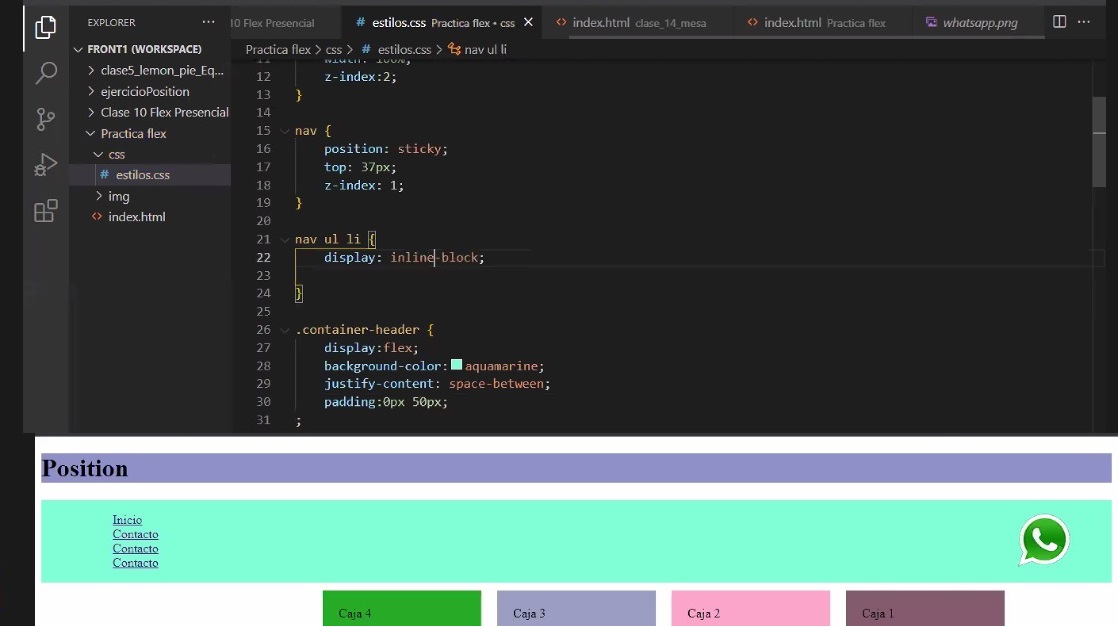 EXPLORER ···
FRONT1 (WORKSPACE)
clase5_lemon_pie_Eq...
ejercicioPosition
Clase 10 Flex Presencial
Practica flex
css
# estilos.css
img
<> index.html
10 Flex Presencial
# estilos.css Practica flex • css ×
<> index.html clase_14_mesa
<> index.html Practica flex
whatsapp.png
Practica flex > css > # estilos.css > nav ul li
11 width: 100%;
12 z-index:2;
13 }
14
15 nav {
16 position: sticky;
17 top: 37px;
18 z-index: 1;
19 }
20
21 nav ul li {
22 display: inline-block;
23
24 }
25
26 .container-header {
27 display:flex;
28 background-color: aquamarine;
29 justify-content: space-between;
30 padding:0px 50px;
31 ;
Position
Inicio
Contacto
Contacto
Contacto
Caja 4 Caja 3 Caja 2 Caja 1